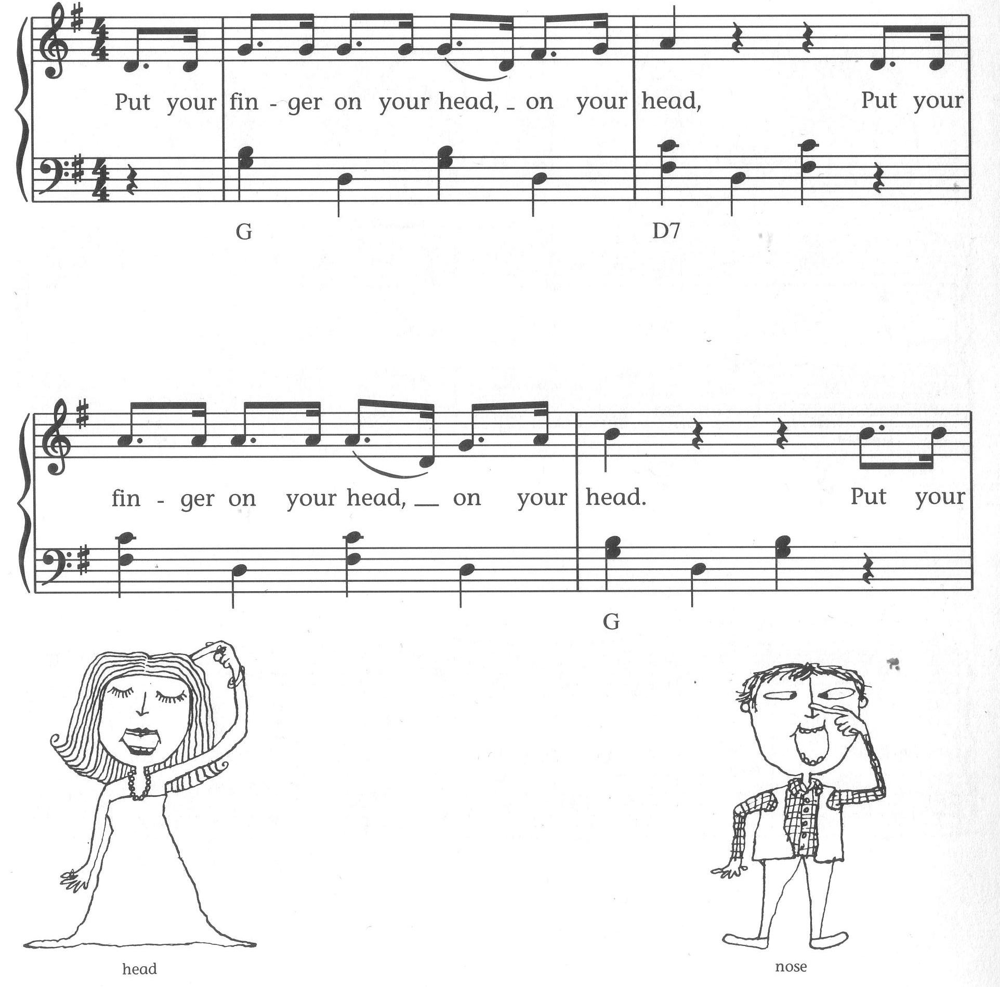 Put your fin - ger on your head, _ on your head, Put your
G D7
fin - ger on your head, __ on your head. Put your
G
head nose